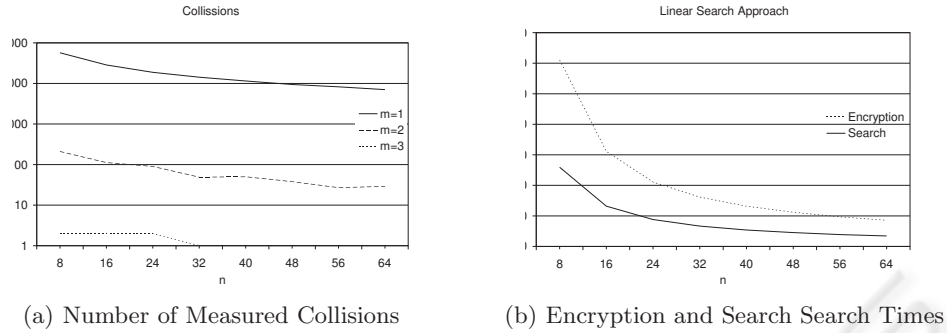 Collissions
000
000
000
00
10
1
8 16 24 32 40 48 56 64
n
m=1
m=2
m=3
(a) Number of Measured Collisions
Linear Search Approach
Encryption
Search
8 16 24 32 40 48 56 64
n
(b) Encryption and Search Search Times